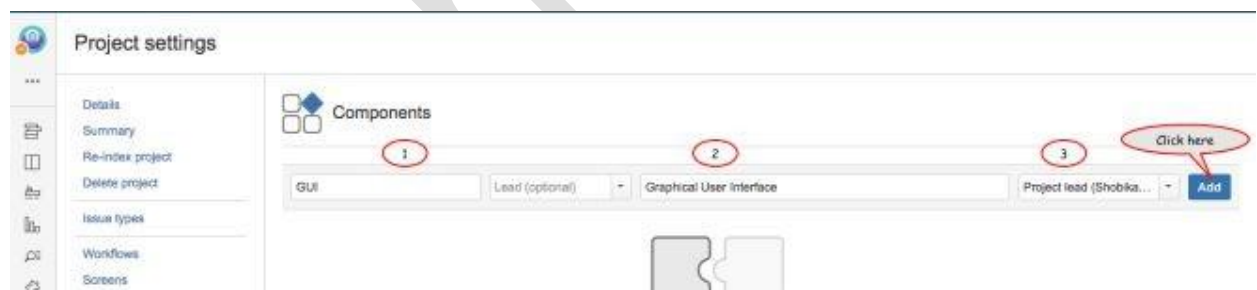 Project settings
Details
Summary
Re-index project
Delete project
Issue types
Workflows
Screens
Components
1
2
3
Click here
GUI
Lead (optional)
Graphical User Interface
Project lead (Shobika...
Add